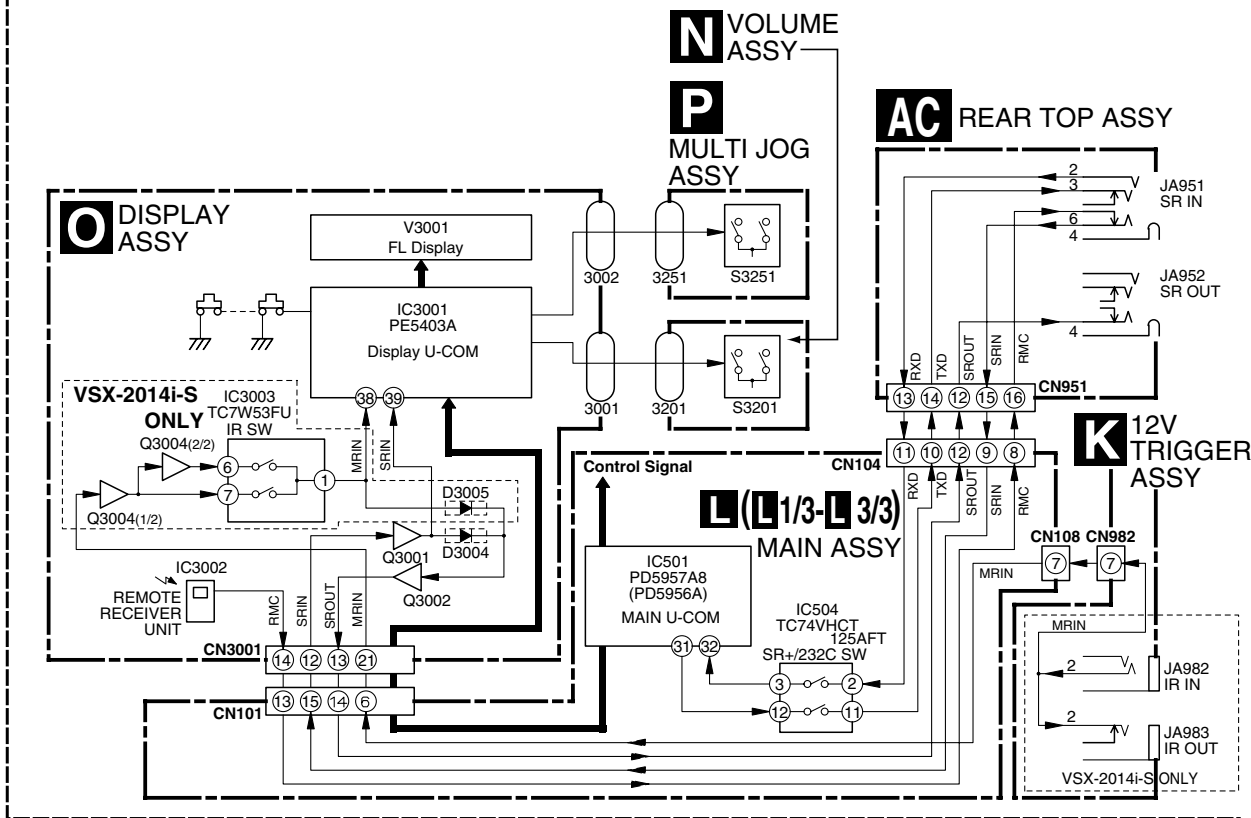 N VOLUME
ASSY
P
MULTI JOG
ASSY
AC REAR TOP ASSY
2
3
6
4
JA951
SR IN
JA952
SR OUT
4
O DISPLAY
ASSY
V3001
FL Display
IC3001
PE5403A
Display U-COM
38 39
3002
3251
S3251
3001
3201
S3201
RXD
TXD
SROUT
SRIN
RMC
CN951
13 14 12 15 16
CN104
11 10 12 9 8
RXD
TXD
SROUT
SRIN
RMC
K 12V
TRIGGER
ASSY
VSX-2014i-S
ONLY
IC3003
TC7W53FU
IR SW
Q3004(2/2)
6
7
1
Q3004(1/2)
MRIN
SRIN
D3005
D3004
Q3001
Q3002
IC3002
REMOTE
RECEIVER
UNIT
RMC
SRIN
SROUT
MRIN
CN3001
14 12 13 21
CN101
13 15 14 6
Control Signal
L (L 1/3-L 3/3)
MAIN ASSY
IC501
PD5957A8
(PD5956A)
MAIN U-COM
31 32
IC504
TC74VHCT
125AFT
SR+/232C SW
3 2
12 11
CN108 CN982
7 7
MRIN
MRIN
2
JA982
IR IN
2
JA983
IR OUT
VSX-2014i-S ONLY